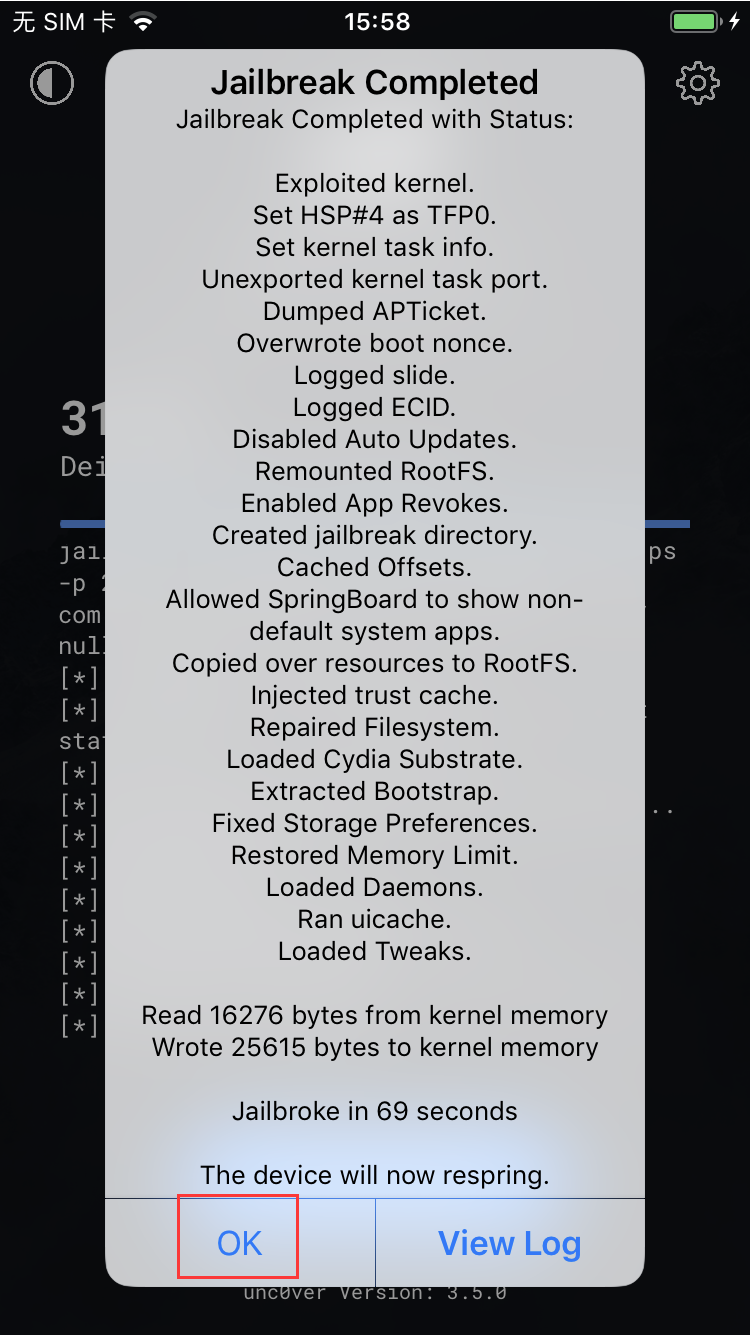 无 SIM 卡
15:58
Jailbreak Completed
Jailbreak Completed with Status:
Exploited kernel.
Set HSP#4 as TFP0.
Set kernel task info.
Unexported kernel task port.
Dumped APTicket.
Overwrote boot nonce.
Logged slide.
Logged ECID.
Disabled Auto Updates.
Remounted RootFS.
Enabled App Revokes.
Created jailbreak directory.
Cached Offsets.
Allowed SpringBoard to show non-
default system apps.
Copied over resources to RootFS.
Injected trust cache.
Repaired Filesystem.
Loaded Cydia Substrate.
Extracted Bootstrap.
Fixed Storage Preferences.
Restored Memory Limit.
Loaded Daemons.
Ran uicache.
Loaded Tweaks.
Read 16276 bytes from kernel memory
Wrote 25615 bytes to kernel memory
Jailbroke in 69 seconds
The device will now respring.
OK
View Log
31
ps
-p
com
[*]
[*]
[*]
[*]
[*]
[*]
[*]
[*]
[*]
[*]
[*]
unc0ver Version: 3.5.0